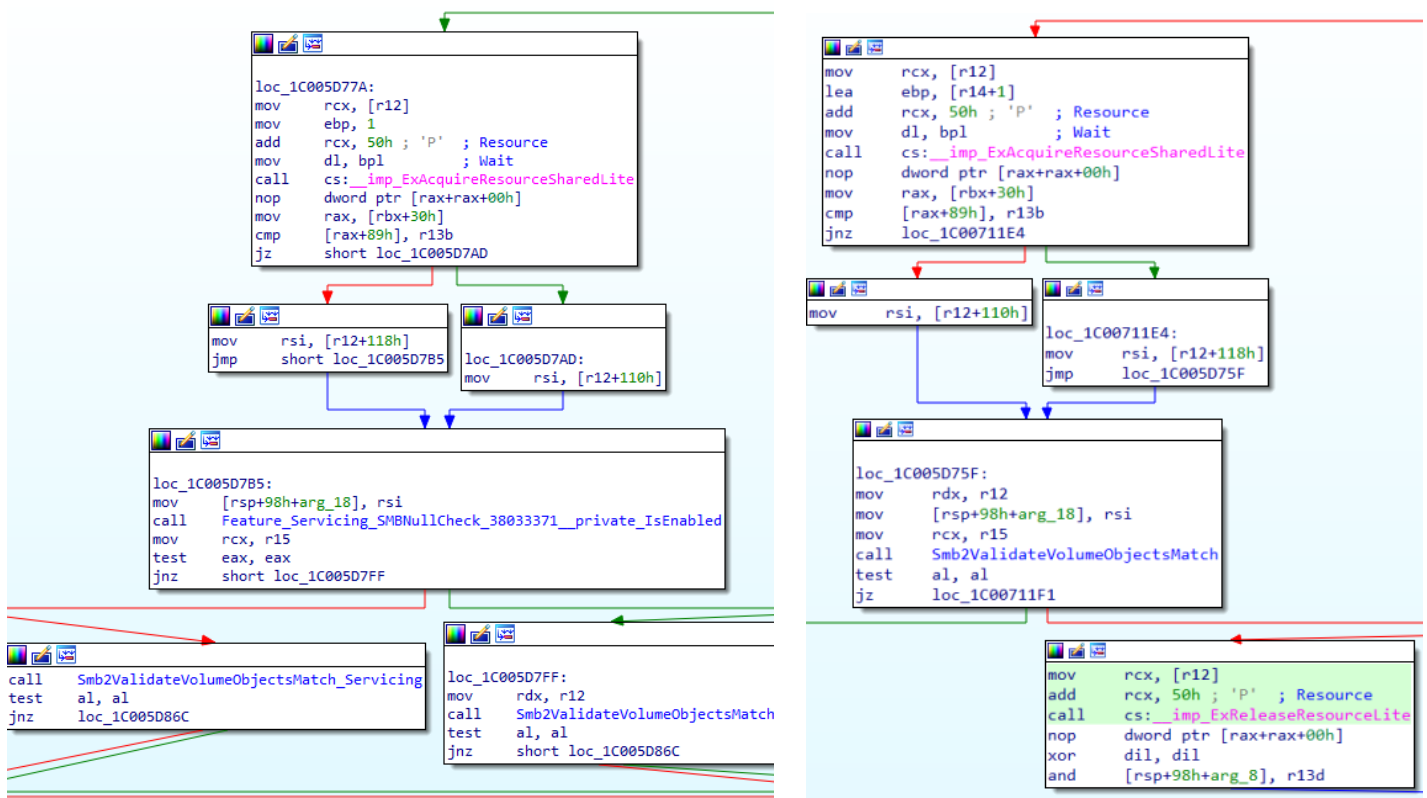 loc_1C005D77A:
mov rcx, [r12]
mov ebp, 1
add rcx, 50h ; 'P' ; Resource
mov dl, bpl ; Wait
call cs:__imp_ExAcquireResourceSharedLite
nop dword ptr [rax+rax+00h]
mov rax, [rbx+30h]
cmp [rax+89h], r13b
jz short loc_1C005D7AD
mov rsi, [r12+118h]
jmp short loc_1C005D7B5
loc_1C005D7AD:
mov rsi, [r12+110h]
loc_1C005D7B5:
mov [rsp+98h+arg_18], rsi
call Feature_Servicing_SMBNullCheck_38033371__private_IsEnabled
mov rcx, r15
test eax, eax
jnz short loc_1C005D7FF
call Smb2ValidateVolumeObjectsMatch_Servicing
test al, al
jnz loc_1C005D86C
loc_1C005D7FF:
mov rdx, r12
call Smb2ValidateVolumeObjectsMatch
test al, al
jnz short loc_1C005D86C
mov rcx, [r12]
lea ebp, [r14+1]
add rcx, 50h ; 'P' ; Resource
mov dl, bpl ; Wait
call cs:__imp_ExAcquireResourceSharedLite
nop dword ptr [rax+rax+00h]
mov rax, [rbx+30h]
cmp [rax+89h], r13b
jnz loc_1C00711E4
mov rsi, [r12+110h]
loc_1C00711E4:
mov rsi, [r12+118h]
jmp loc_1C005D75F
loc_1C005D75F:
mov rdx, r12
mov [rsp+98h+arg_18], rsi
mov rcx, r15
call Smb2ValidateVolumeObjectsMatch
test al, al
jz loc_1C00711F1
mov rcx, [r12]
add rcx, 50h ; 'P' ; Resource
call cs:__imp_ExReleaseResourceLite
nop dword ptr [rax+rax+00h]
xor dil, dil
and [rsp+98h+arg_8], r13d